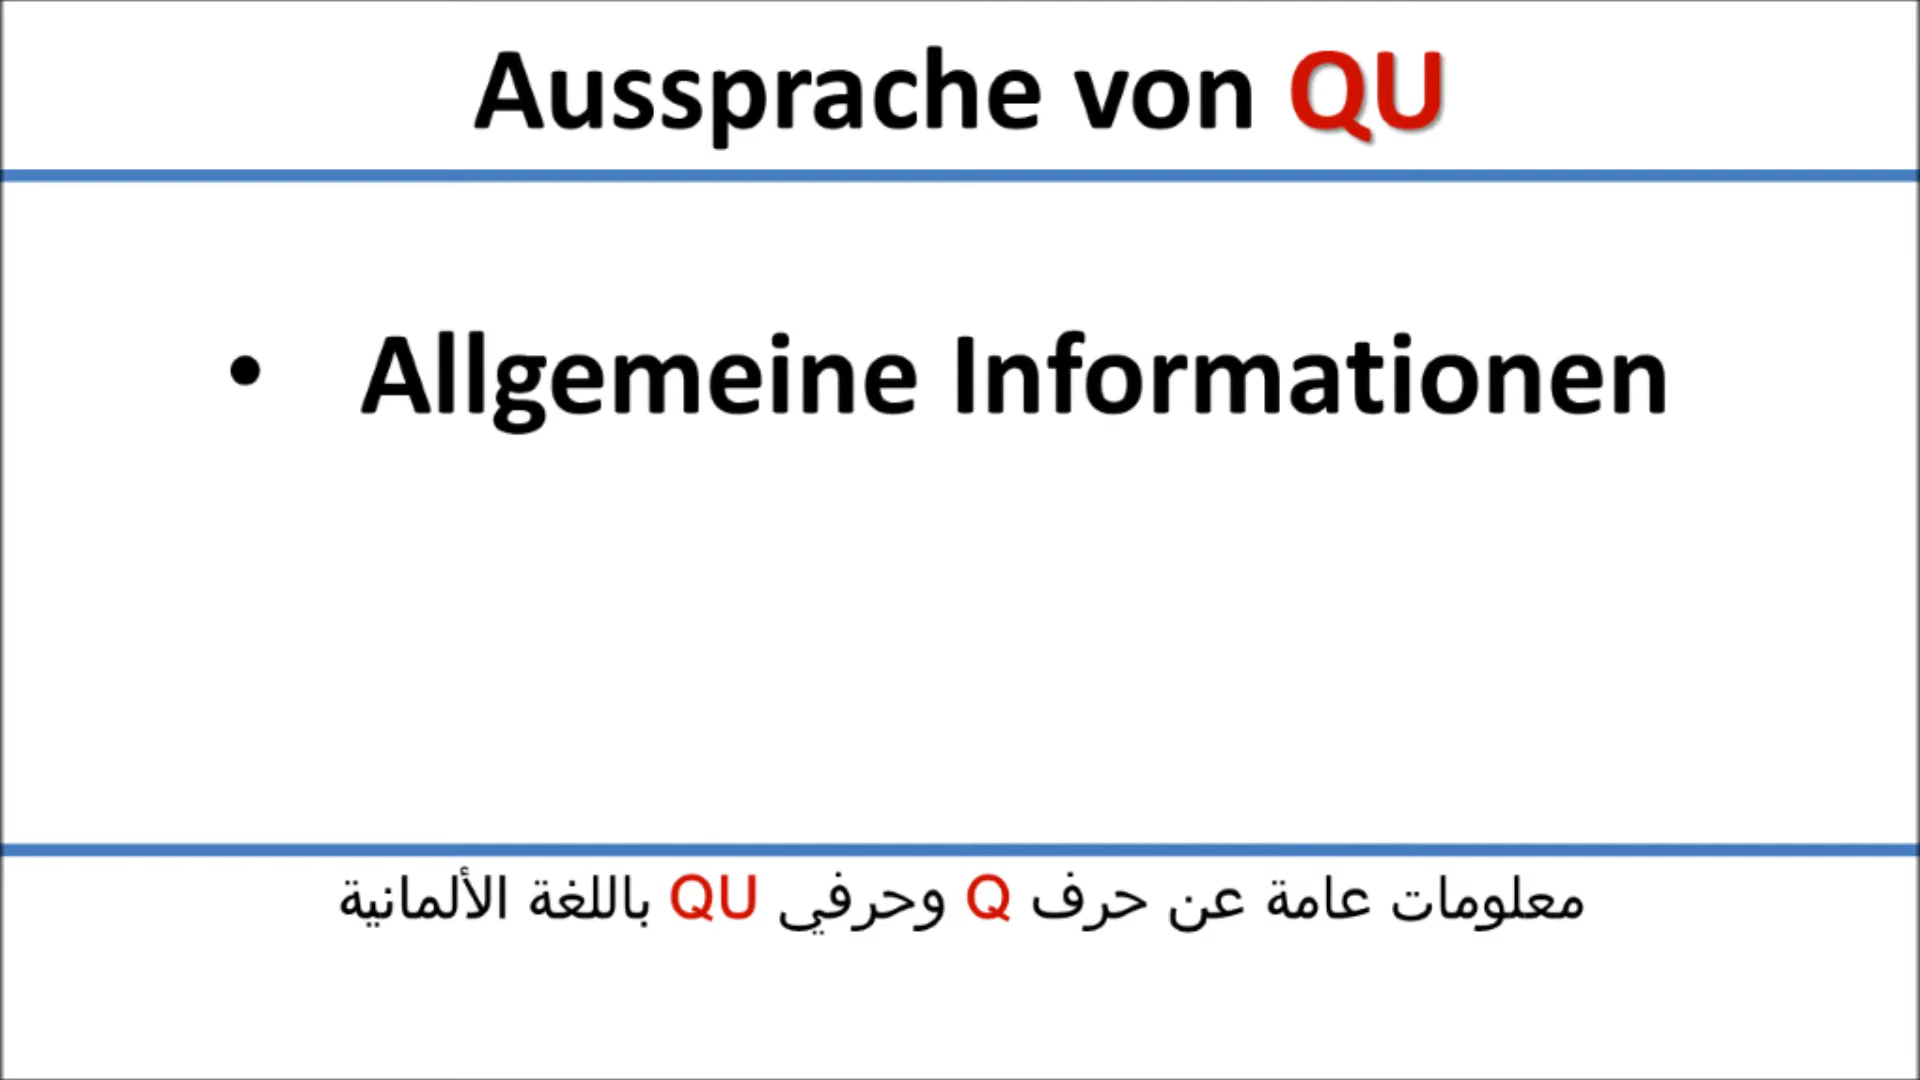 Aussprache von QU
• Allgemeine Informationen
معلومات عامة عن حرف Q وحرفي QU باللغة الألمانية